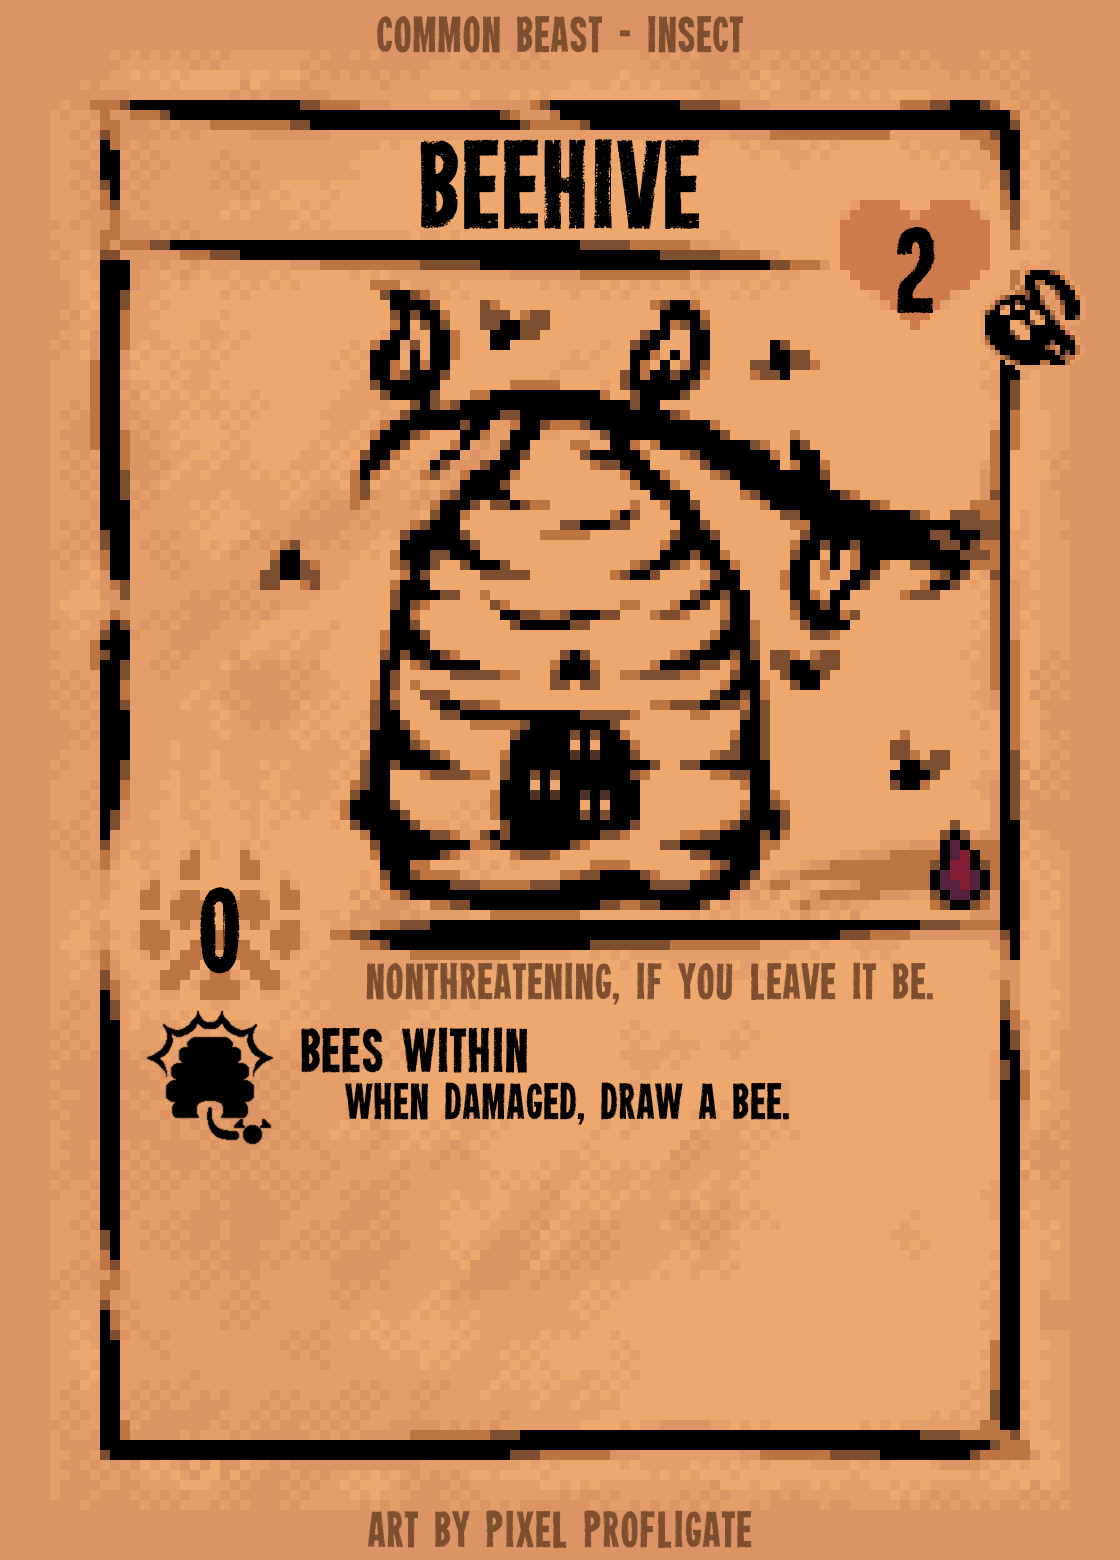 COMMON BEAST - INSECT
BEEHIVE
2
0
NONTHREATENING, IF YOU LEAVE IT BE.
BEES WITHIN
WHEN DAMAGED, DRAW A BEE.
ART BY PIXEL PROFLIGATE